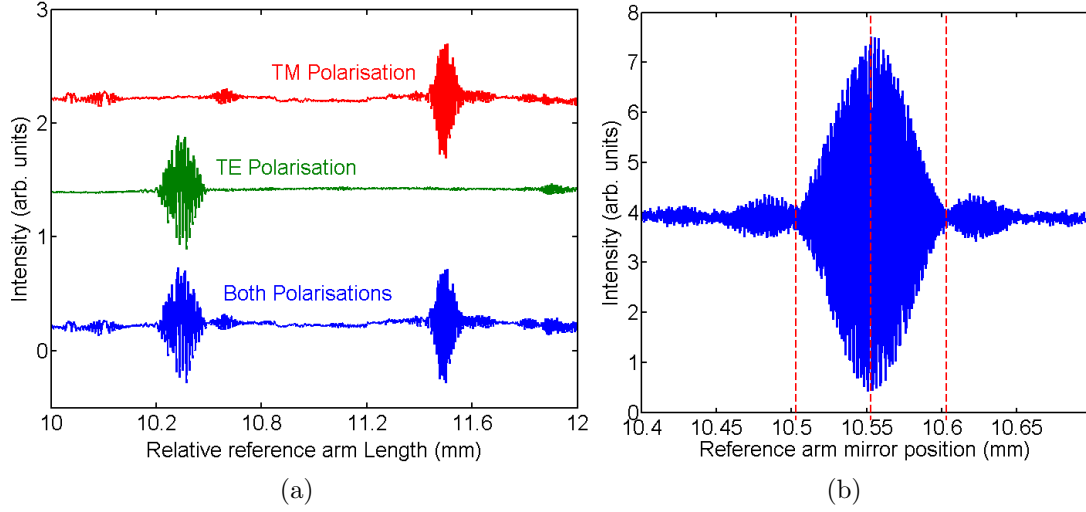 3
2
1
0
Intensity (arb. units)
TM Polarisation
TE Polarisation
Both Polarisations
10 10.4 10.8 11.2 11.6 12
Relative reference arm Length (mm)
(a)
8
7
6
5
4
3
2
1
0
Intensity (arb. units)
10.4 10.45 10.5 10.55 10.6 10.65
Reference arm mirror position (mm)
(b)